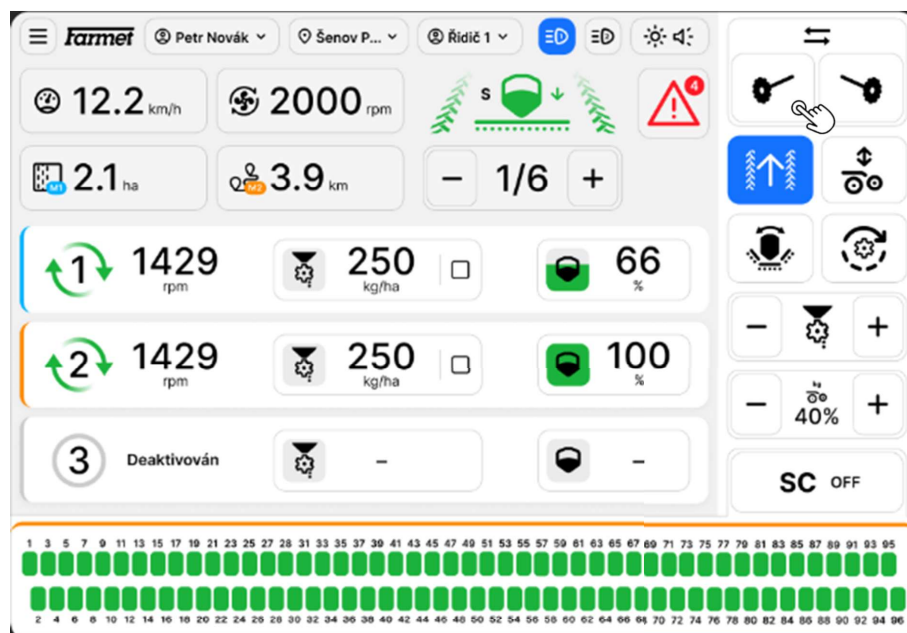 Farmet Petr Novák Šenov P... Řidič 1
12.2 km/h 2000 rpm S 4
2.1 ha M1 3.9 km M2 − 1/6 +
1 1429 rpm 250 kg/ha 66 %
2 1429 rpm 250 kg/ha 100 %
3 Deaktivován – –
− +
− kg 40% +
SC OFF
1 3 5 7 9 11 13 15 17 19 21 23 25 27 29 31 33 35 37 39 41 43 45 47 49 51 53 55 57 59 61 63 65 67 69 71 73 75 77 79 81 83 85 87 89 91 93 95
2 4 6 8 10 12 14 16 18 20 22 24 26 28 30 32 34 36 38 40 42 44 46 48 50 52 54 56 58 60 62 64 66 68 70 72 74 76 78 80 82 84 86 88 90 92 94 96